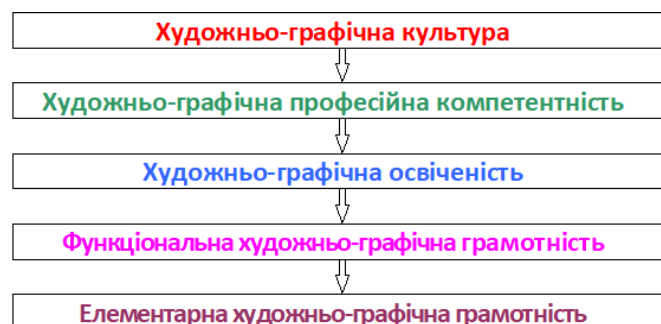 Художньо-графічна культура
Художньо-графічна професійна компетентність
Художньо-графічна освіченість
Функціональна художньо-графічна грамотність
Елементарна художньо-графічна грамотність